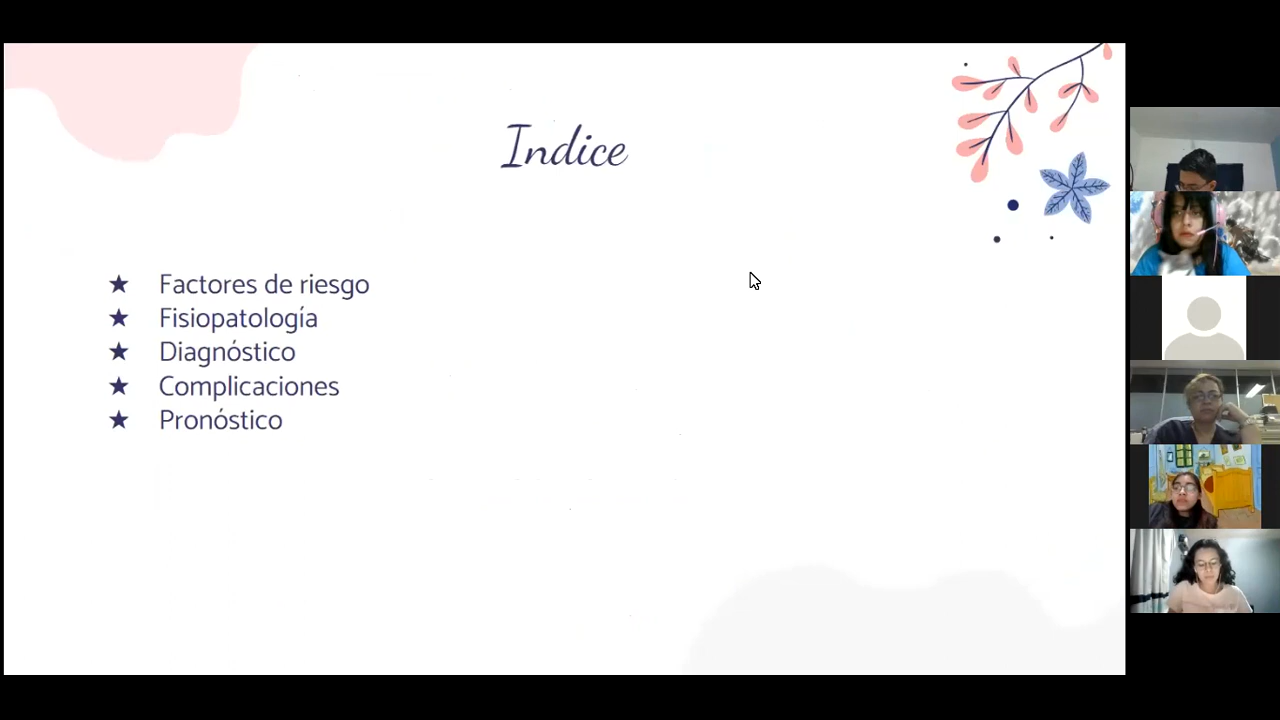 Indice
★ Factores de riesgo
★ Fisiopatología
★ Diagnóstico
★ Complicaciones
★ Pronóstico